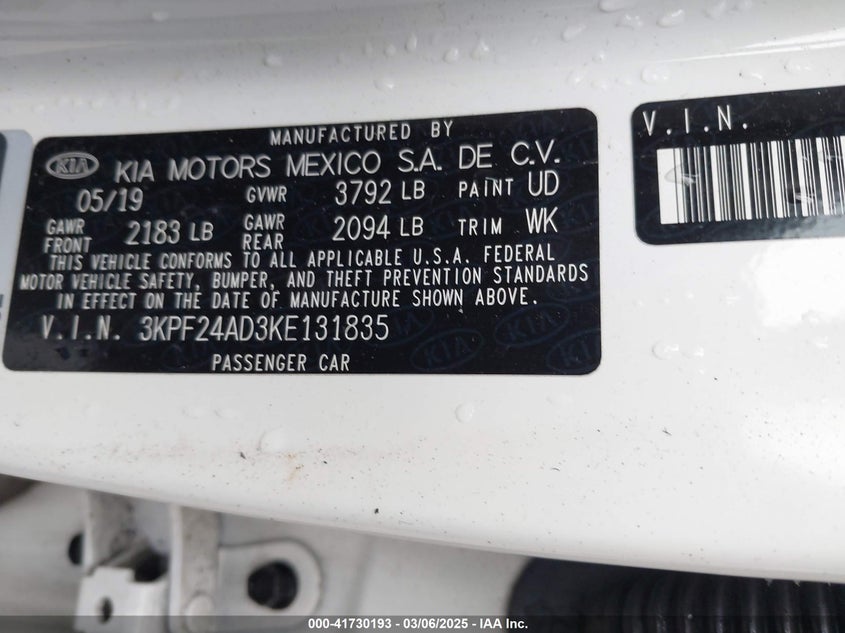 MANUFACTURED BY
KIA KIA MOTORS MEXICO S.A. DE C.V.
05/19 GVWR 3792 LB PAINT UD
GAWR FRONT 2183 LB GAWR REAR 2094 LB TRIM WK
THIS VEHICLE CONFORMS TO ALL APPLICABLE U.S.A. FEDERAL
MOTOR VEHICLE SAFETY, BUMPER, AND THEFT PREVENTION STANDARDS
IN EFFECT ON THE DATE OF MANUFACTURE SHOWN ABOVE.
V.I.N. 3KPF24AD3KE131835
PASSENGER CAR
V.I.N.
000-41730193 - 03/06/2025 - IAA Inc.